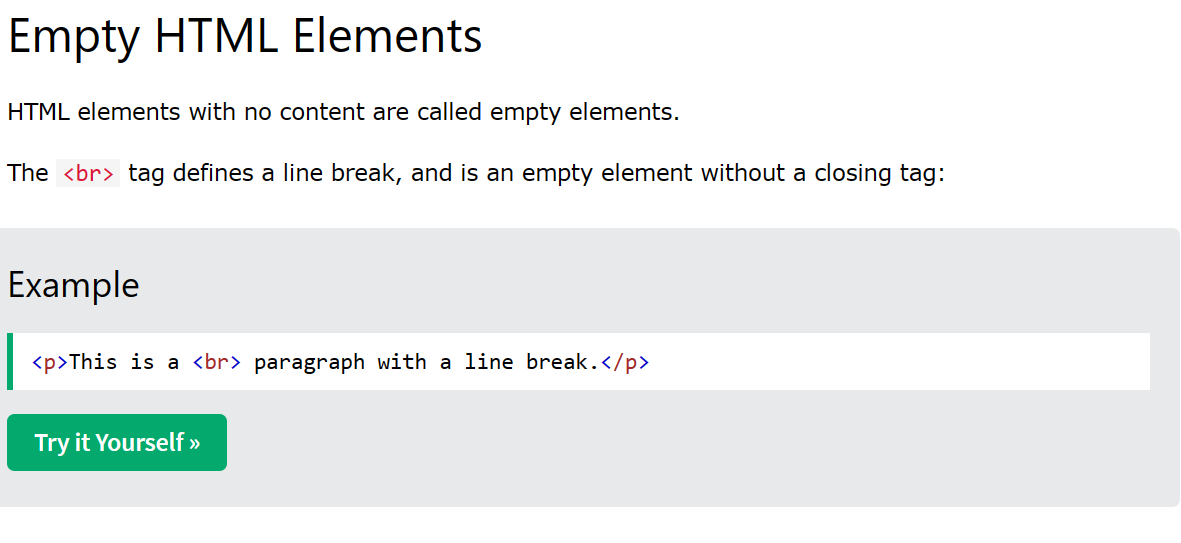 Empty HTML Elements
HTML elements with no content are called empty elements.
The <br> tag defines a line break, and is an empty element without a closing tag:
Example
<p>This is a <br> paragraph with a line break.</p>
Try it Yourself »